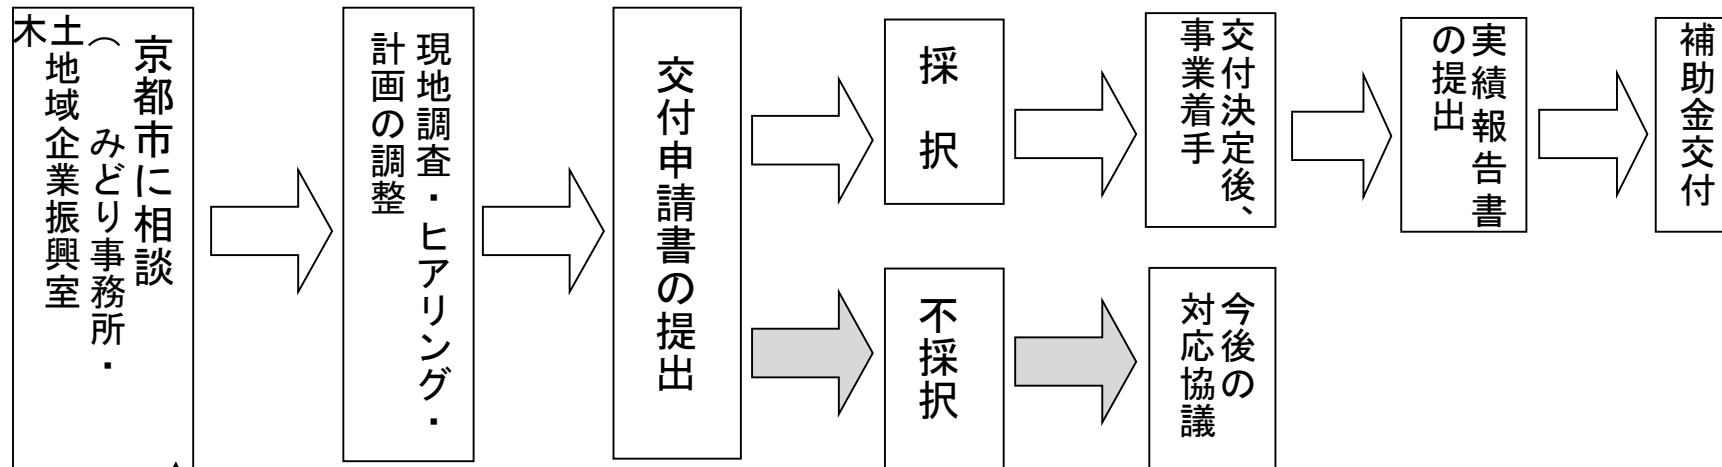 京都市に相談
（　みどり事務所・
土地域企業振興室
木
現地調査・ヒアリング・
計画の調整
交付申請書の提出
採　択
交付決定後、
事業着手
実績報告書
の提出
補助金交付
不採択
今後の
対応協議